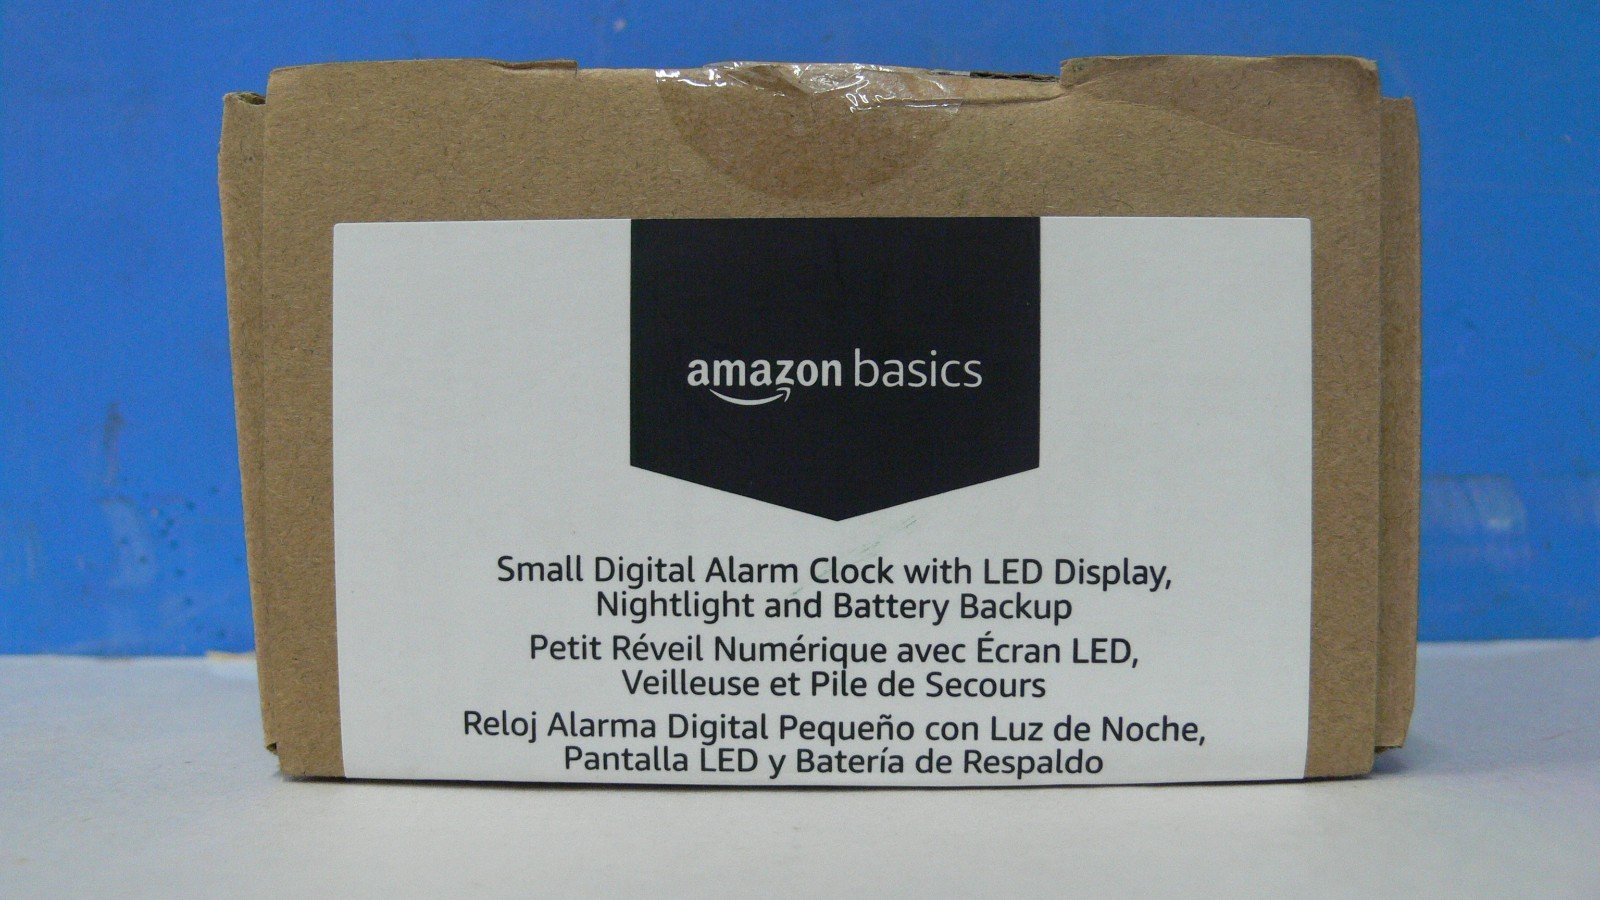 amazon basics
Small Digital Alarm Clock with LED Display,
Nightlight and Battery Backup
Petit Réveil Numérique avec Écran LED,
Veilleuse et Pile de Secours
Reloj Alarma Digital Pequeño con Luz de Noche,
Pantalla LED y Batería de Respaldo